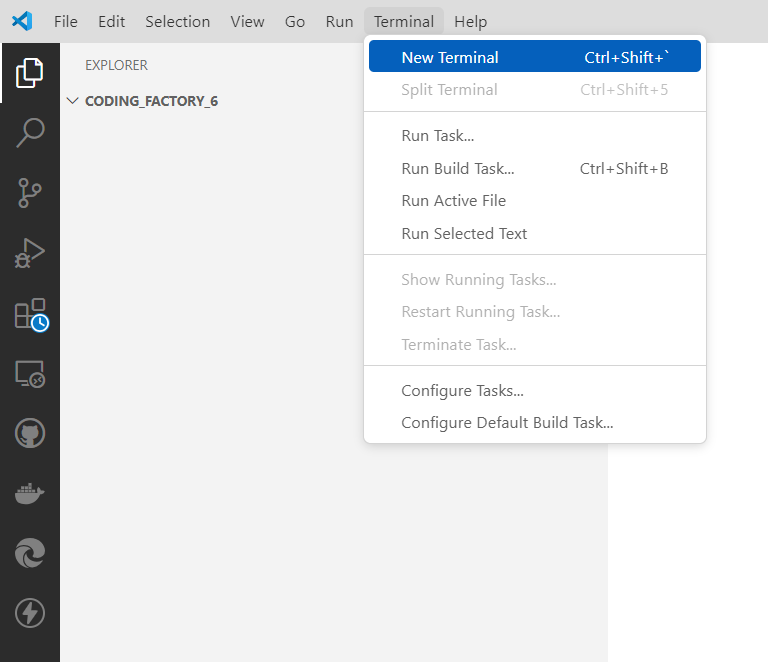 File Edit Selection View Go Run Terminal Help
EXPLORER
CODING_FACTORY_6
New Terminal Ctrl+Shift+`
Split Terminal Ctrl+Shift+5
Run Task...
Run Build Task... Ctrl+Shift+B
Run Active File
Run Selected Text
Show Running Tasks...
Restart Running Task...
Terminate Task...
Configure Tasks...
Configure Default Build Task...